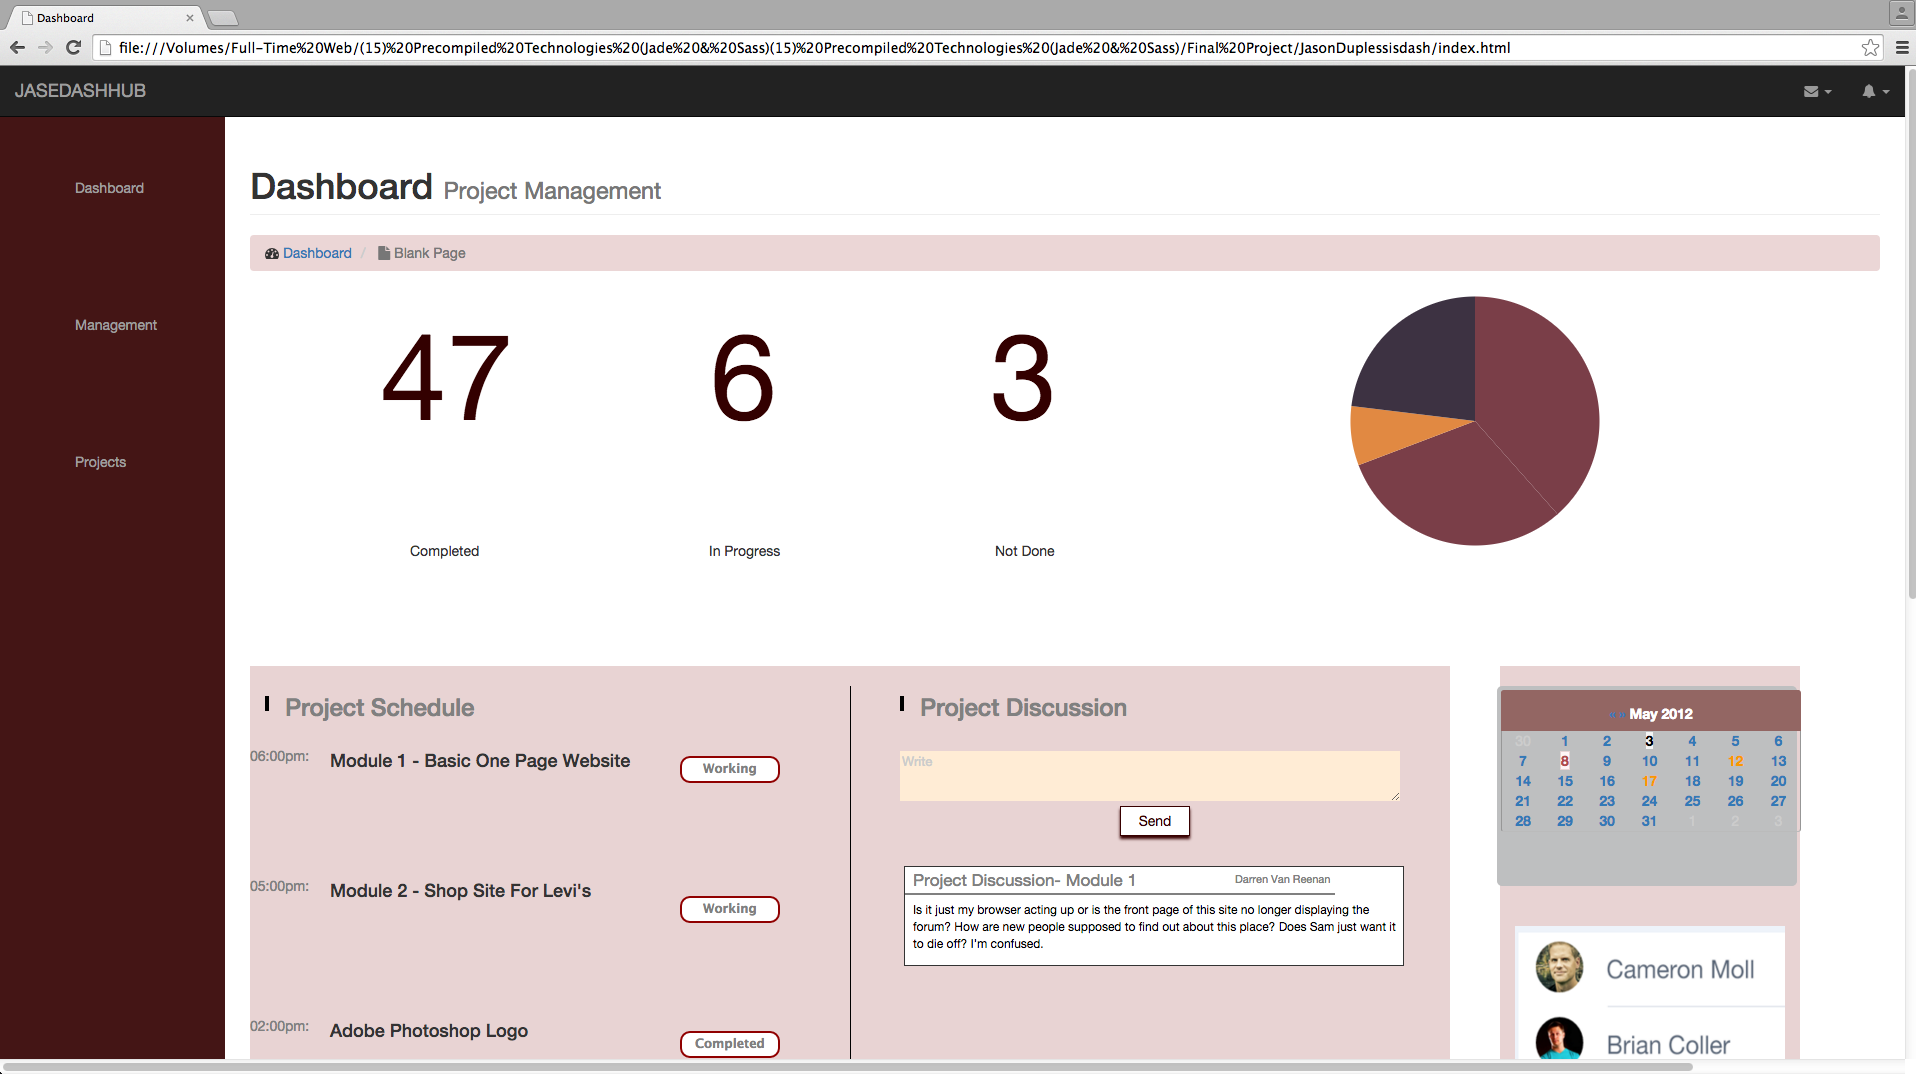 Dashboard
file:///Volumes/Full-Time%20Web/(15)%20Precompiled%20Technologies%20(Jade%20&%20Sass)(15)%20Precompiled%20Technologies%20(Jade%20&%20Sass)/Final%20Project/JasonDuplessisdash/index.html
JASEDASHHUB
Dashboard
Management
Projects
Dashboard Project Management
Dashboard / Blank Page
47 6 3
Completed In Progress Not Done
Project Schedule
06:00pm: Module 1 - Basic One Page Website Working
05:00pm: Module 2 - Shop Site For Levi's Working
02:00pm: Adobe Photoshop Logo Completed
Project Discussion
Write
Send
Project Discussion- Module 1 Darren Van Reenan
Is it just my browser acting up or is the front page of this site no longer displaying the
forum? How are new people supposed to find out about this place? Does Sam just want it
to die off? I'm confused.
May 2012
30 1 2 3 4 5 6
7 8 9 10 11 12 13
14 15 16 17 18 19 20
21 22 23 24 25 26 27
28 29 30 31 1 2 3
Cameron Moll
Brian Coller